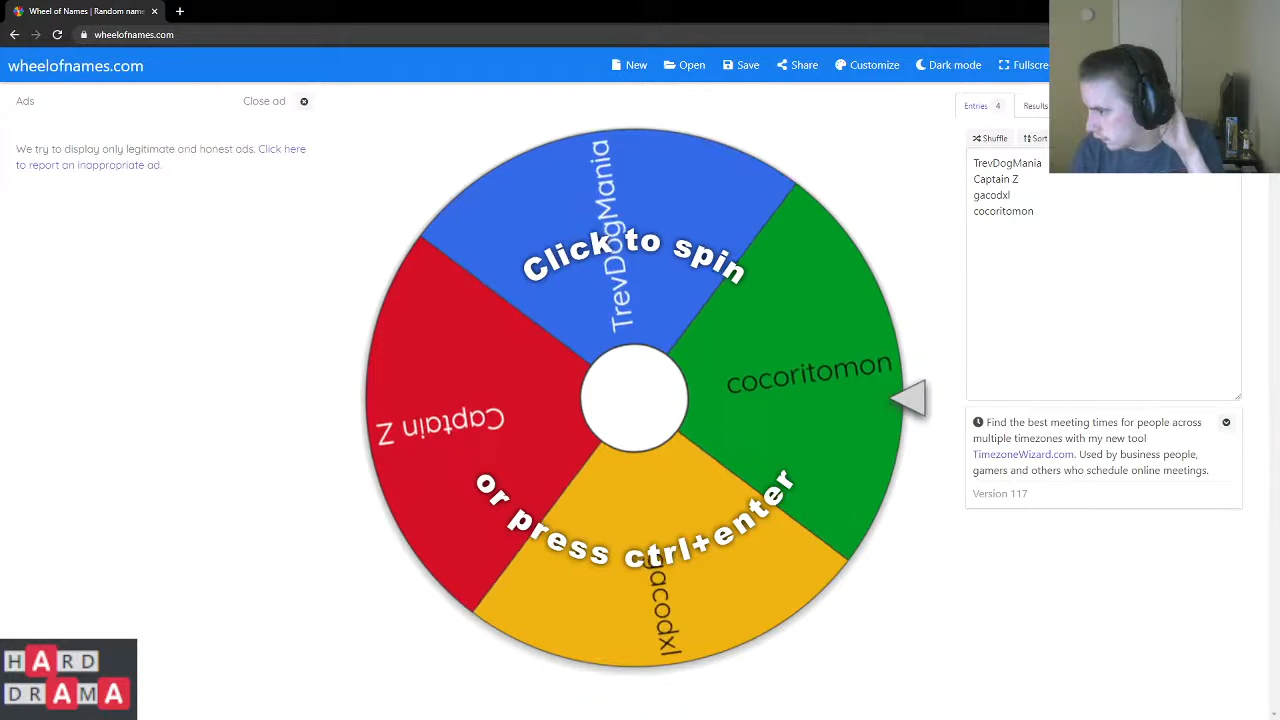 Wheel of Names | Random name
wheelofnames.com
wheelofnames.com
New
Open
Save
Share
Customize
Dark mode
Fullscre
Ads
Close ad
We try to display only legitimate and honest ads. Click here
to report an inappropriate ad.
Entries 4
Results
Shuffle
Sort
TrevDogMania
Captain Z
gacodxl
cocoritomon
TrevDogMania
Click to spin
cocoritomon
Captain Z
or press ctrl+enter
gacodxl
Find the best meeting times for people across
multiple timezones with my new tool
TimezoneWizard.com. Used by business people,
gamers and others who schedule online meetings.
Version 117
HARD
DRAMA